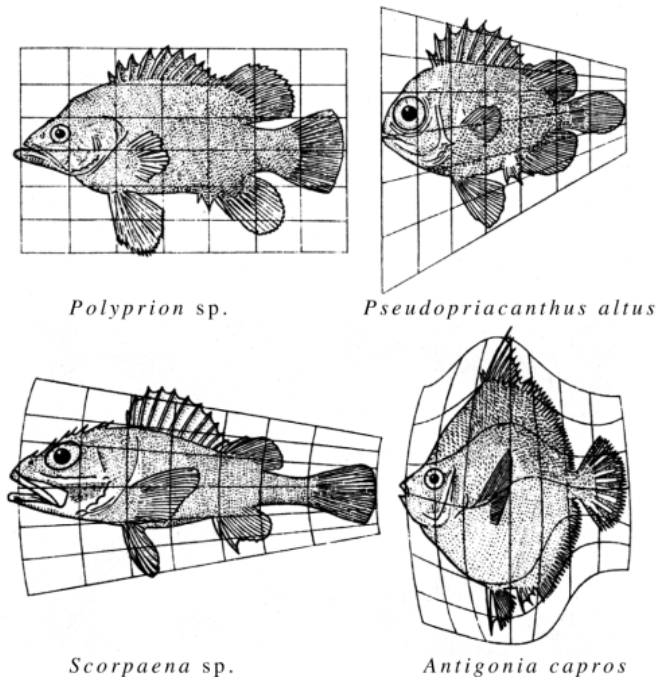 Polyprion sp.
Pseudopriacanthus altus
Scorpaena sp.
Antigonia capros